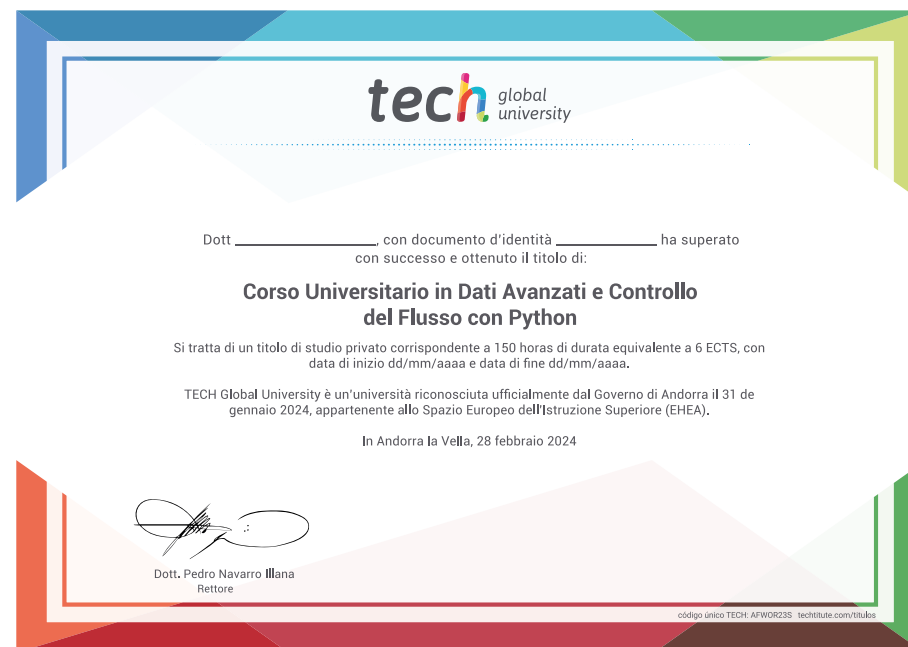 tech global university
Dott ____________________, con documento d'identità __________________ ha superato
con successo e ottenuto il titolo di:
Corso Universitario in Dati Avanzati e Controllo
del Flusso con Python
Si tratta di un titolo di studio privato corrispondente a 150 horas di durata equivalente a 6 ECTS, con
data di inizio dd/mm/aaaa e data di fine dd/mm/aaaa.
TECH Global University è un'università riconosciuta ufficialmente dal Governo di Andorra il 31 de
gennaio 2024, appartenente allo Spazio Europeo dell'Istruzione Superiore (EHEA).
In Andorra la Vella, 28 febbraio 2024
Dott. Pedro Navarro Illana
Rettore
código único TECH: AFWOR23S techtitute.com/titulos